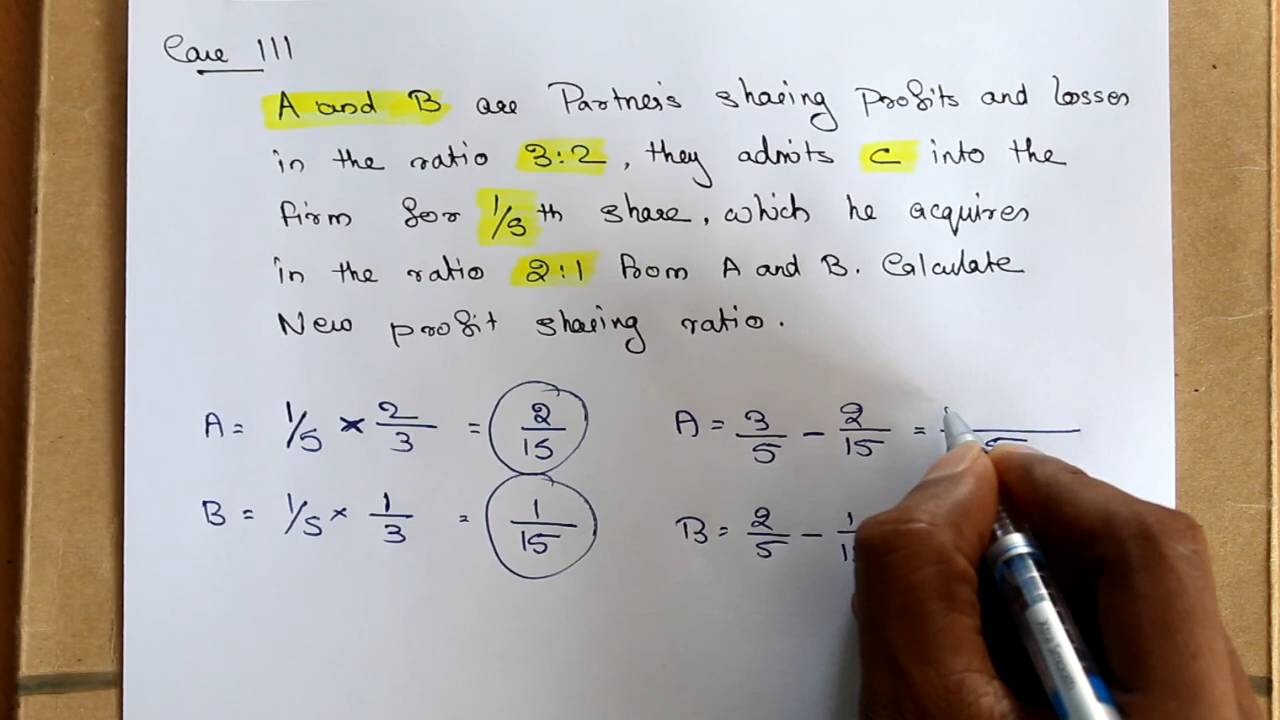 Case III
A and B are Partners sharing Profits and losses
in the ratio 3:2, they admits C into the
firm for 1/5th share, which he acquires
in the ratio 2:1 from A and B. Calculate
New profit sharing ratio.
A = 1/5 × 2/3 = 2/15
A = 3/5 - 2/15 =
B = 1/5 × 1/3 = 1/15
B = 2/5 -